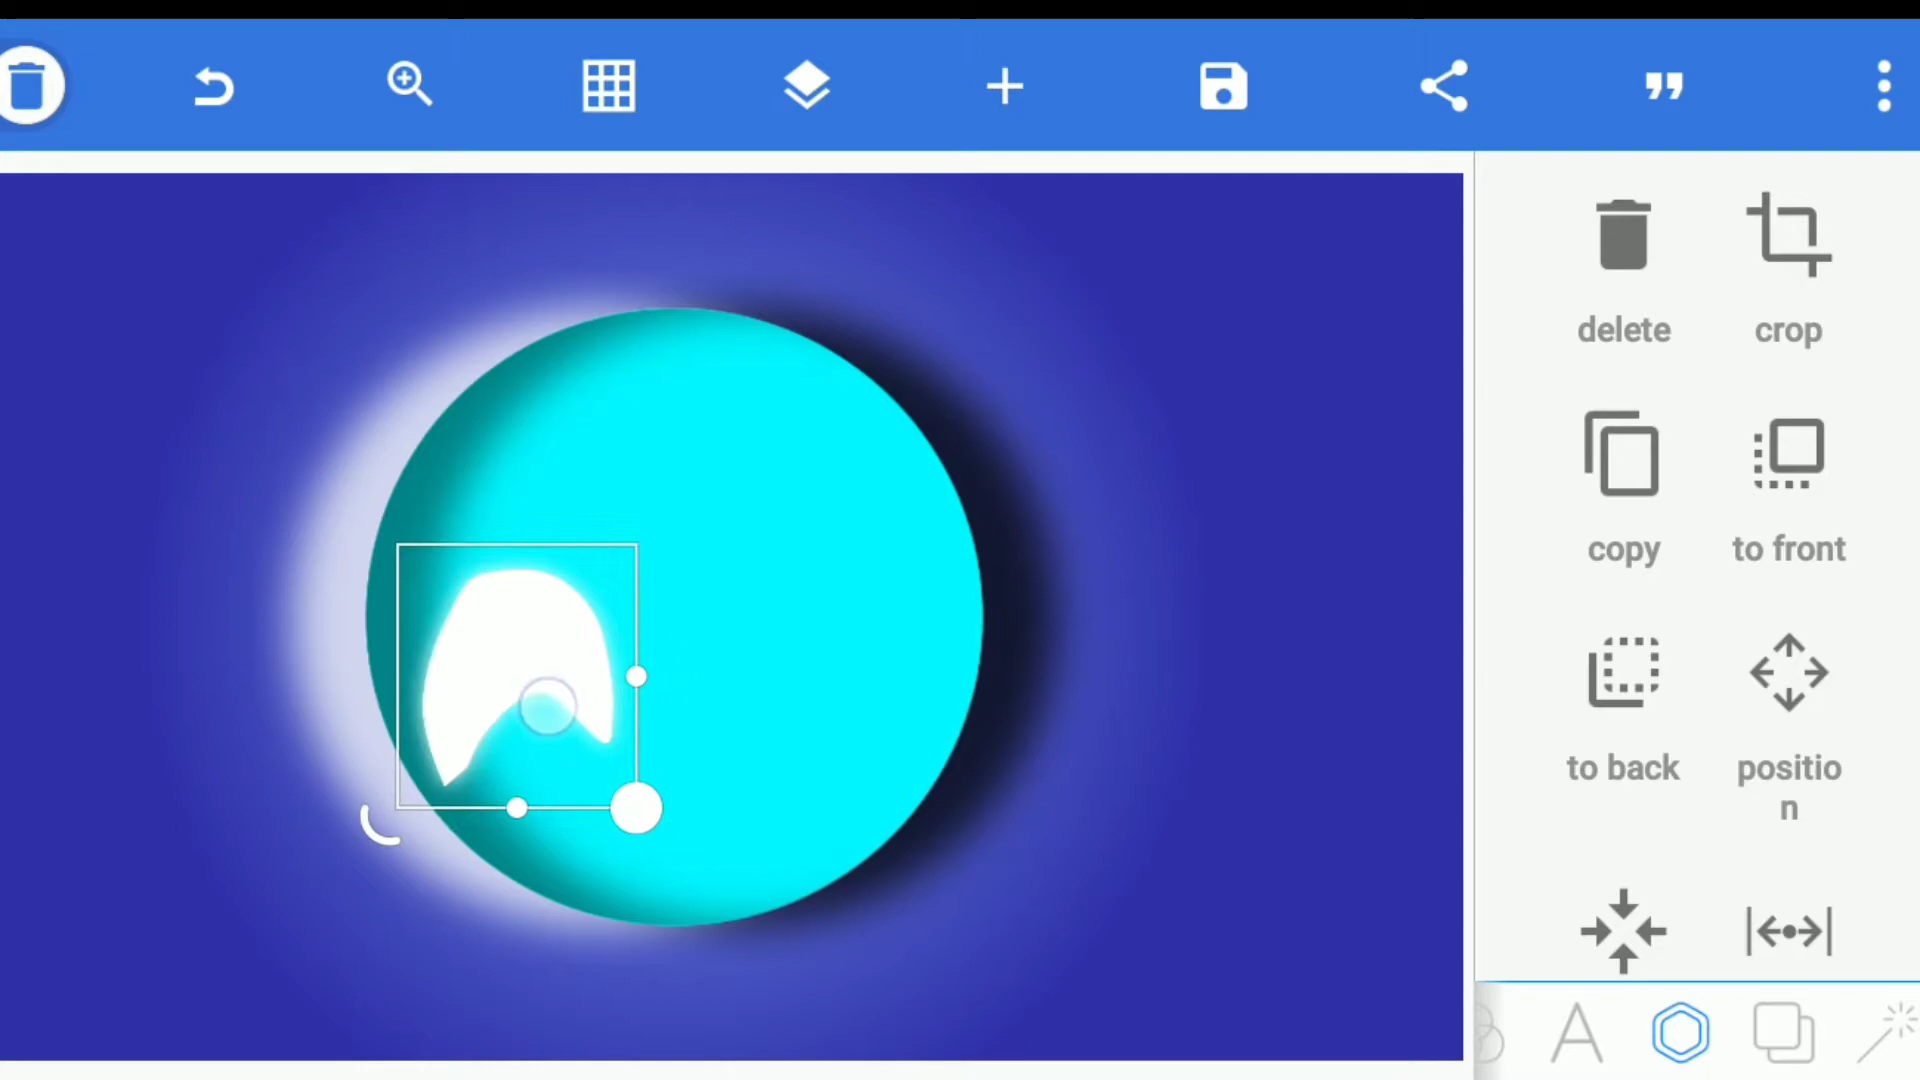 delete
crop
copy
to front
to back
positio
n